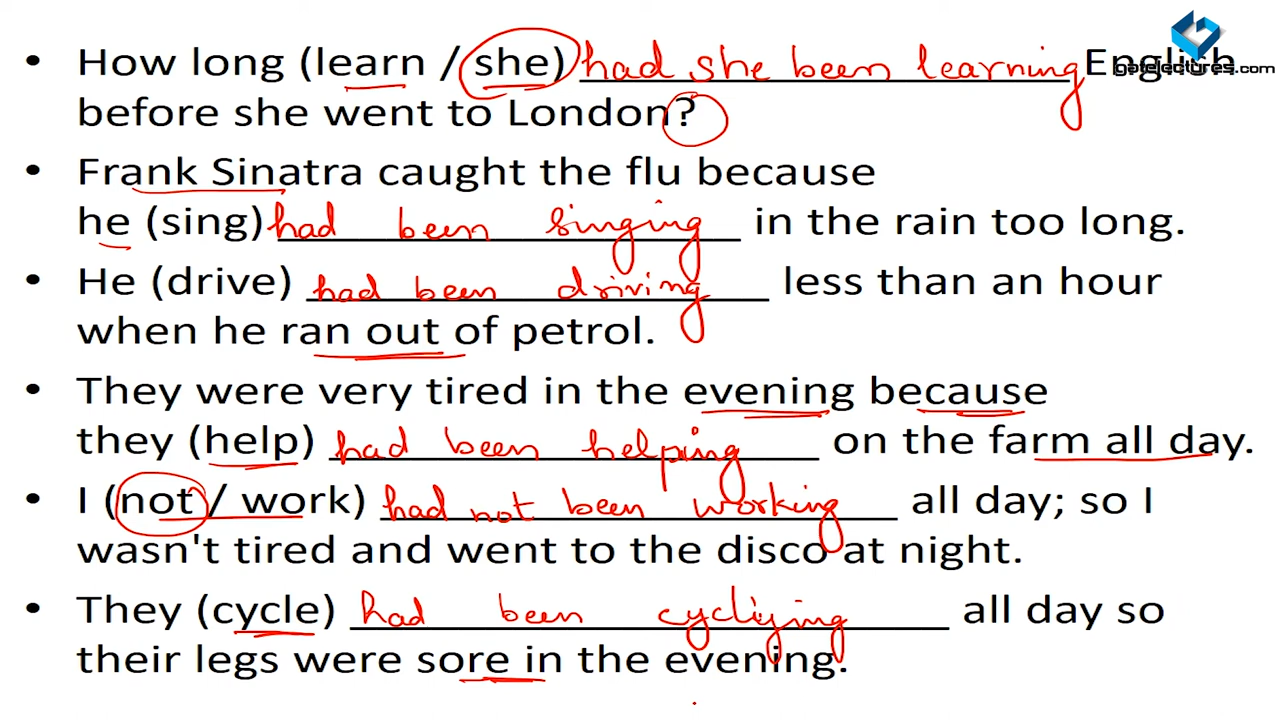 • How long (learn / she) had she been learning English
gatelectures.com
before she went to London?
• Frank Sinatra caught the flu because
he (sing) had been singing in the rain too long.
• He (drive) had been driving less than an hour
when he ran out of petrol.
• They were very tired in the evening because
they (help) had been helping on the farm all day.
• I (not / work) had not been working all day; so I
wasn't tired and went to the disco at night.
• They (cycle) had been cycliying all day so
their legs were sore in the evening.